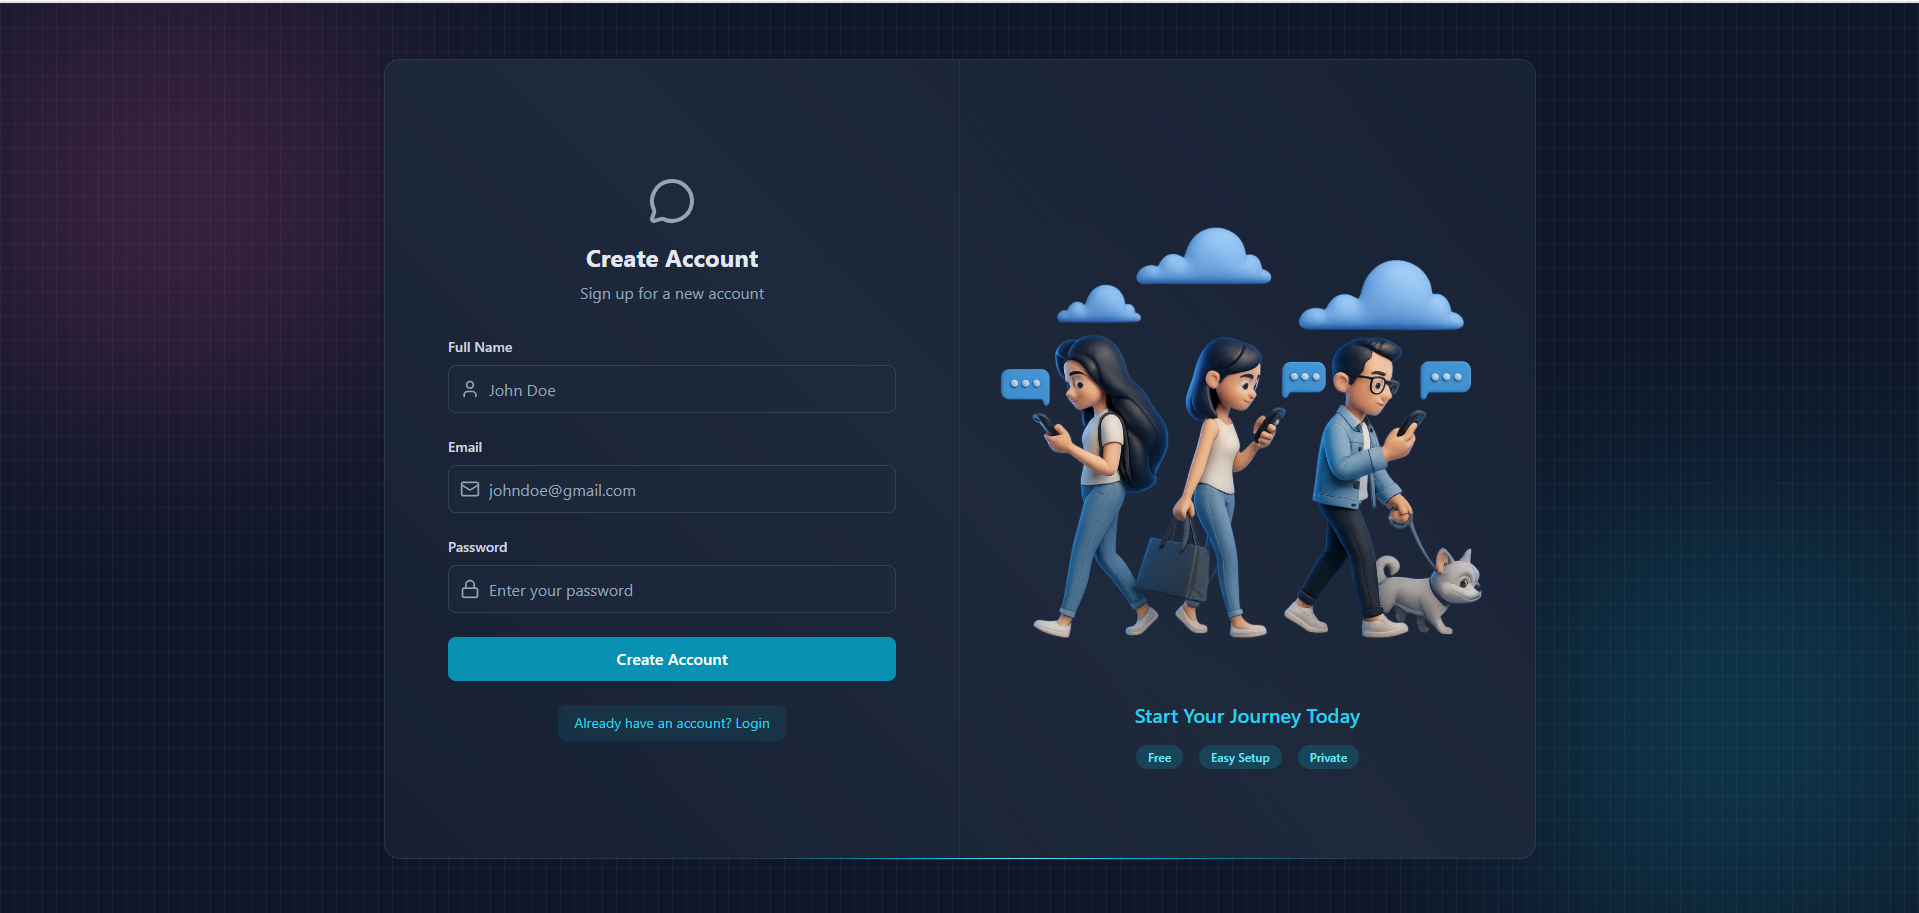 Create Account
Sign up for a new account
Full Name
John Doe
Email
johndoe@gmail.com
Password
Enter your password
Create Account
Already have an account? Login
Start Your Journey Today
Free
Easy Setup
Private